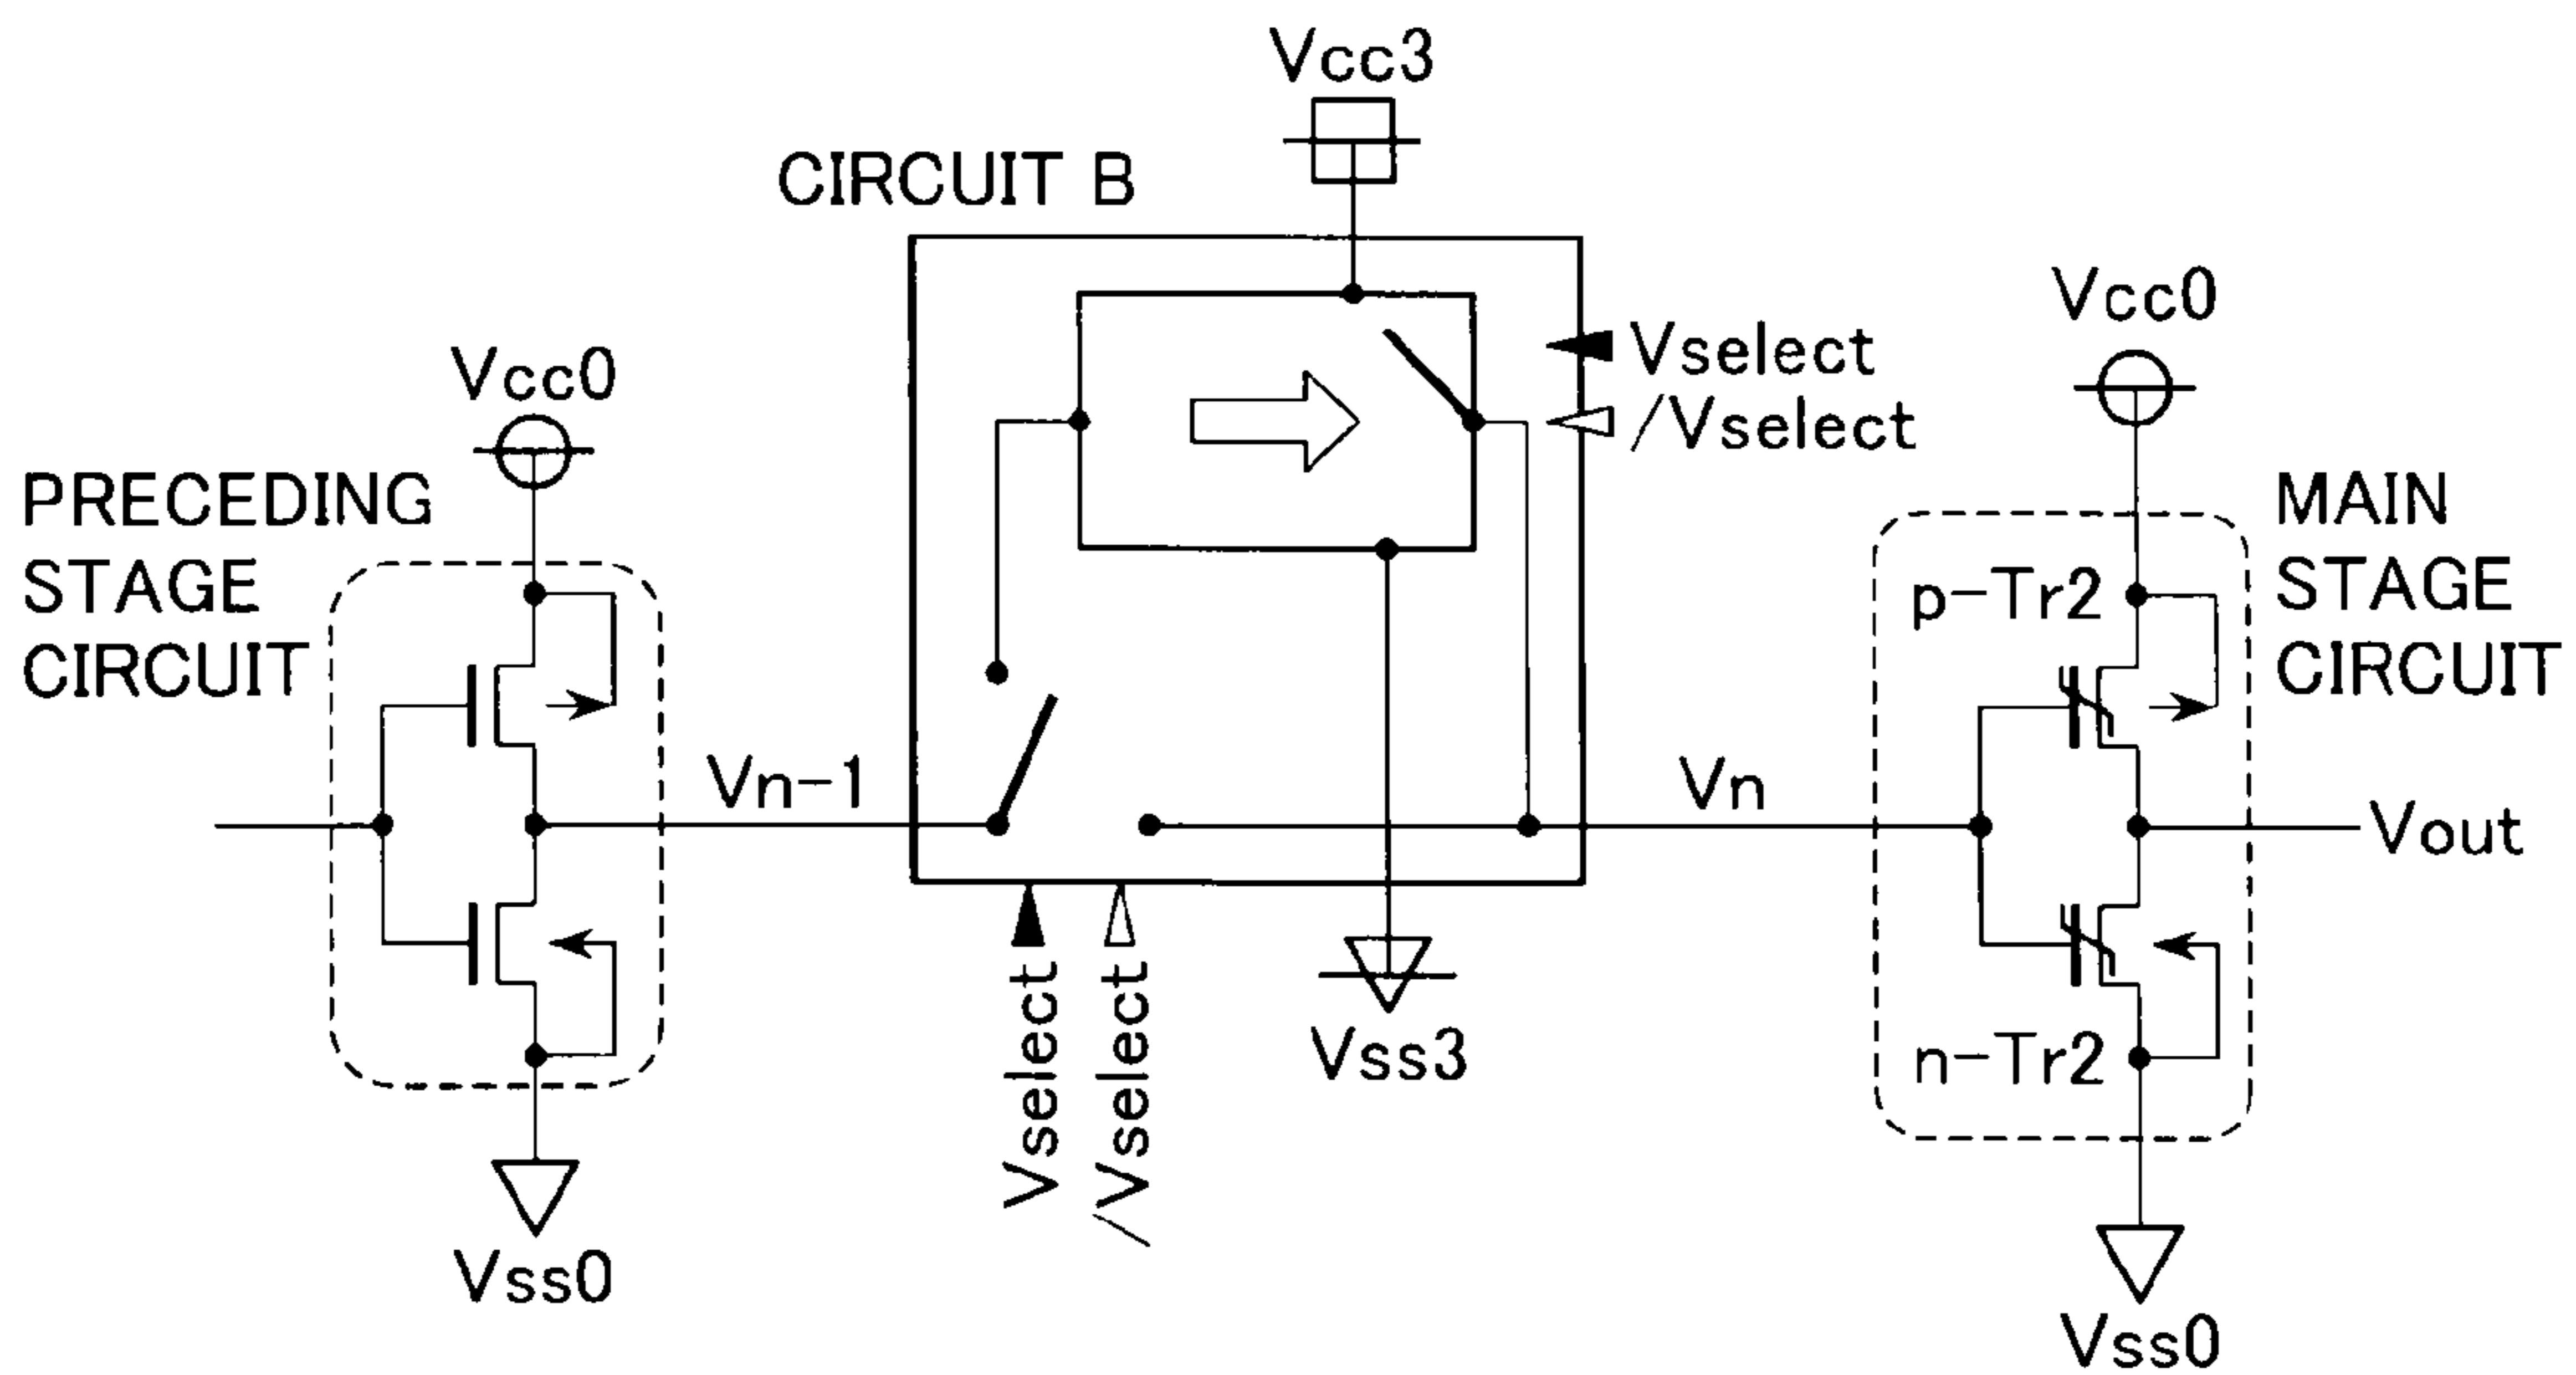 Vcc3
CIRCUIT B
Vcc0
Vselect
/Vselect
Vcc0
PRECEDING
STAGE
CIRCUIT
MAIN
STAGE
CIRCUIT
p-Tr2
Vn-1
Vn
Vout
Vselect
/Vselect
Vss3
n-Tr2
Vss0
Vss0